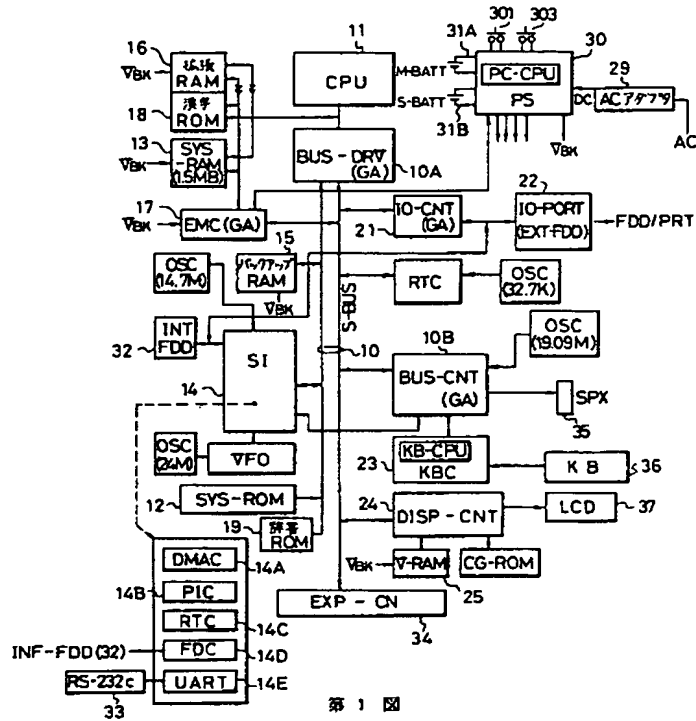 301
303
31A
30
16
拡張
RAM
VBK
漢字
ROM
18
13
SYS
-RAM
(1.5MB)
VBK
17
EMC(GA)
VBK
11
CPU
M-BATT
S-BATT
31B
PC-CPU
PS
29
DC
ACアダプタ
AC
VBK
BUS-DRV
(GA)
10A
22
IO-CNT
(GA)
21
IO-PORT
(EXT-FDD)
FDD/PRT
OSC
(14.7M)
15
バックアップ
RAM
VBK
S-BUS
RTC
OSC
(32.7K)
INT
FDD
32
SI
14
10
10B
BUS-CNT
(GA)
OSC
(19.09M)
SPX
35
OSC
(24M)
VFO
KB-CPU
KBC
23
KB
36
12
SYS-ROM
19
辞書
ROM
24
DISP-CNT
LCD
37
VBK
V-RAM
25
CG-ROM
EXP-CN
34
DMAC
14A
14B
PIC
RTC
14C
INF-FDD(32)
FDC
14D
RS-232c
33
UART
14E
第1図